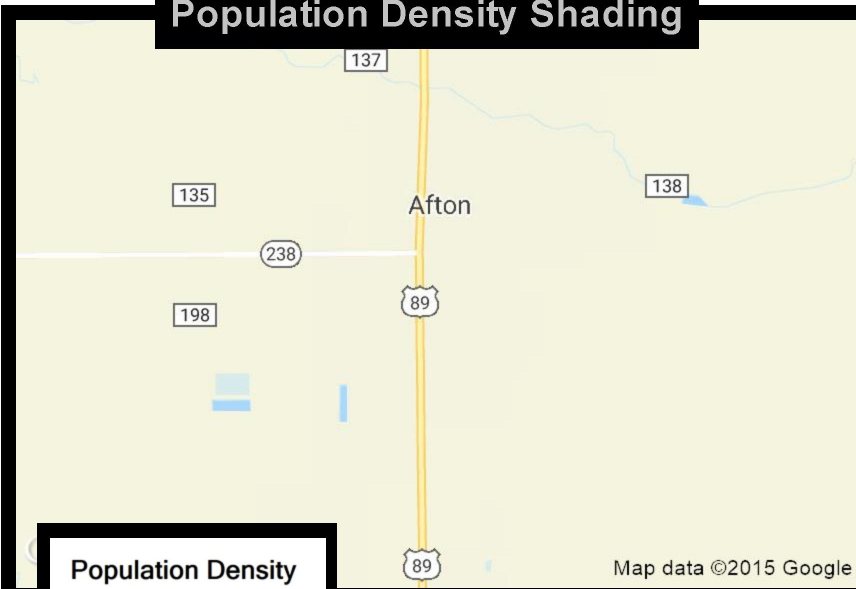 Population Density Shading
137
135
138
Afton
238
89
198
89
Map data ©2015 Google
Population Density